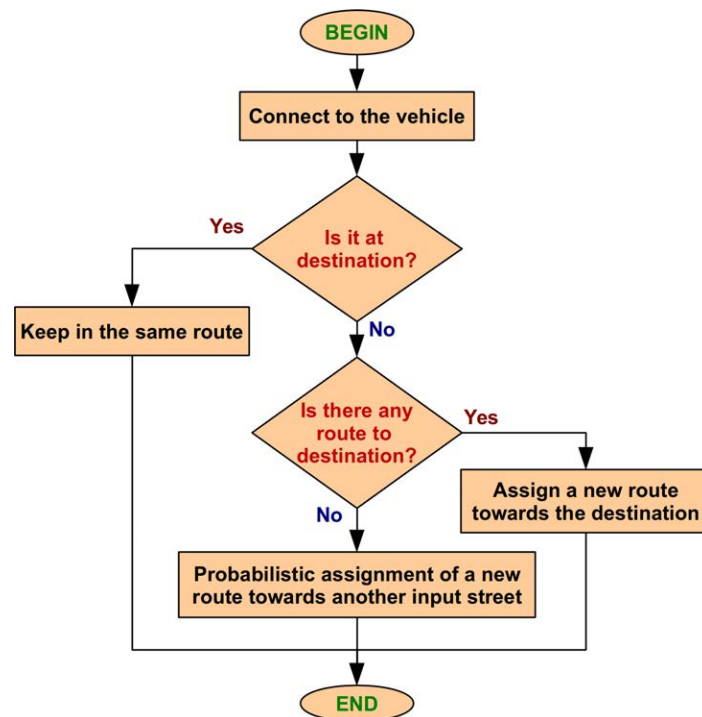 BEGIN
Connect to the vehicle
Yes
Is it at
destination?
Keep in the same route
No
Is there any
route to
destination?
Yes
Assign a new route
towards the destination
No
Probabilistic assignment of a new
route towards another input street
END